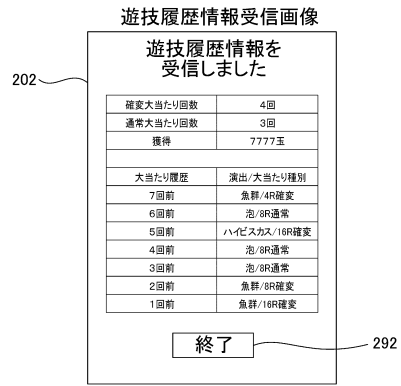 遊技履歴情報受信画像
遊技履歴情報を
受信しました
202
確変大当たり回数 4回
通常大当たり回数 3回
獲得 7777玉
大当たり履歴 演出/大当たり種別
7回前 魚群/4R確変
6回前 泡/8R通常
5回前 ハイビスカス/16R確変
4回前 泡/8R通常
3回前 泡/8R通常
2回前 魚群/8R確変
1回前 魚群/16R確変
終了
292